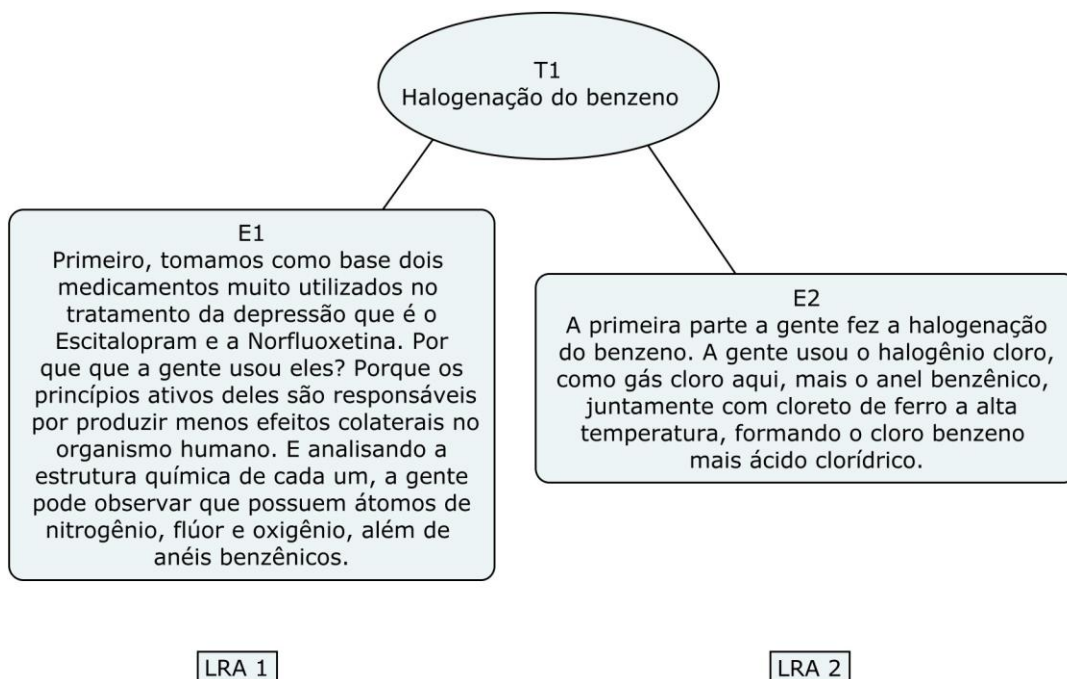 T1
Halogenação do benzeno
E1
Primeiro, tomamos como base dois
medicamentos muito utilizados no
tratamento da depressão que é o
Escitalopram e a Norfluoxetina. Por
que que a gente usou eles? Porque os
princípios ativos deles são responsáveis
por produzir menos efeitos colaterais no
organismo humano. E analisando a
estrutura química de cada um, a gente
pode observar que possuem átomos de
nitrogênio, flúor e oxigênio, além de
anéis benzênicos.
E2
A primeira parte a gente fez a halogenação
do benzeno. A gente usou o halogênio cloro,
como gás cloro aqui, mais o anel benzênico,
juntamente com cloreto de ferro a alta
temperatura, formando o cloro benzeno
mais ácido clorídrico.
LRA 1
LRA 2